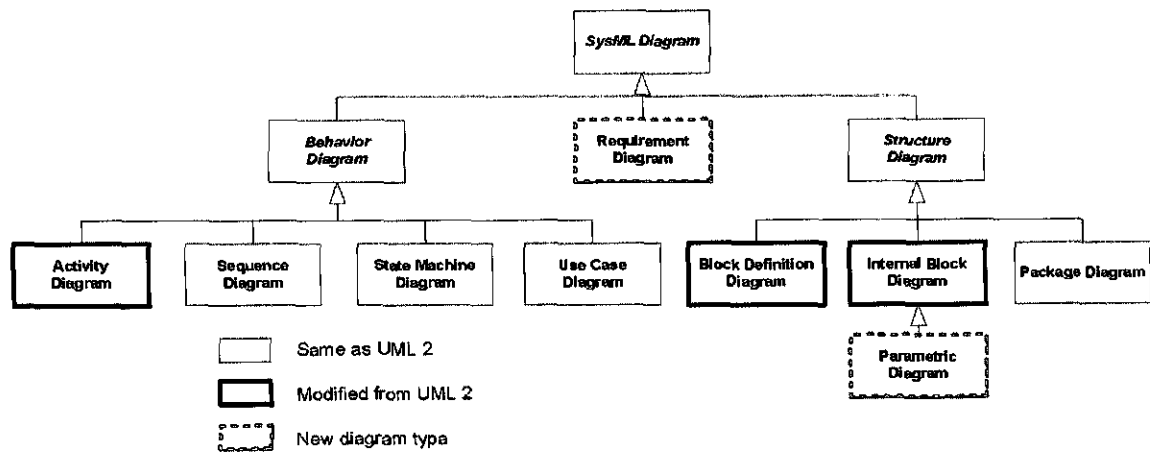 SysML Diagram
Behavior
Diagram
Requirement
Diagram
Structure
Diagram
Activity
Diagram
Sequence
Diagram
State Machine
Diagram
Use Case
Diagram
Block Definition
Diagram
Internal Block
Diagram
Package Diagram
Parametric
Diagram
Same as UML 2
Modified from UML 2
New diagram type